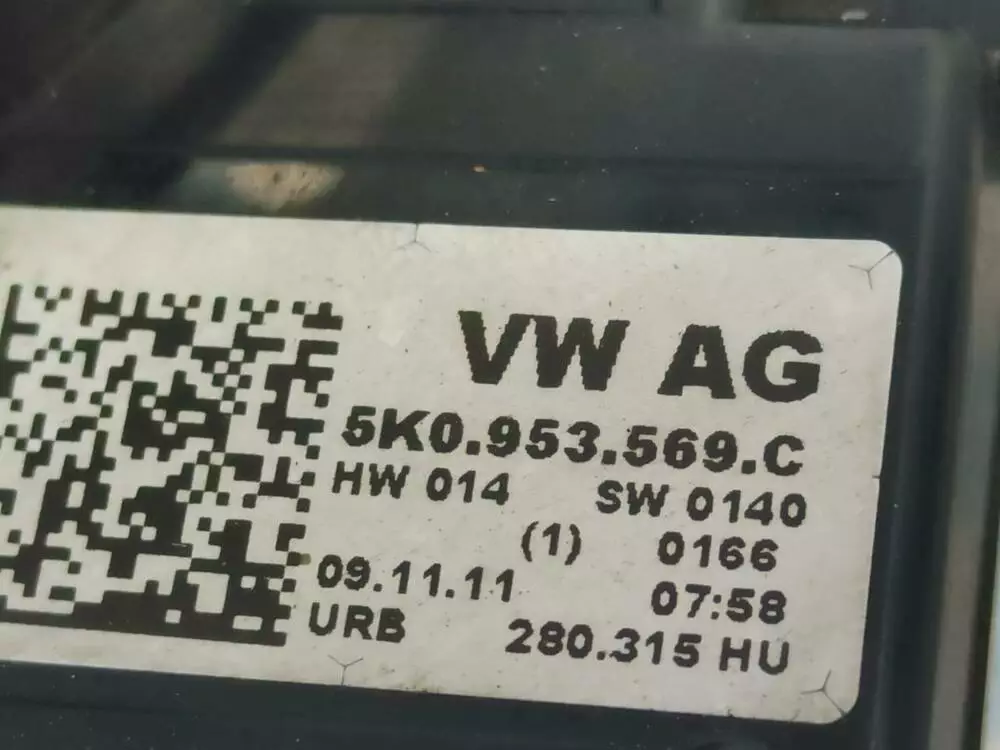 VW AG
5K0.953.569.C
HW 014 SW 0140
(1) 0166
09.11.11 07:58
URB 280.315 HU